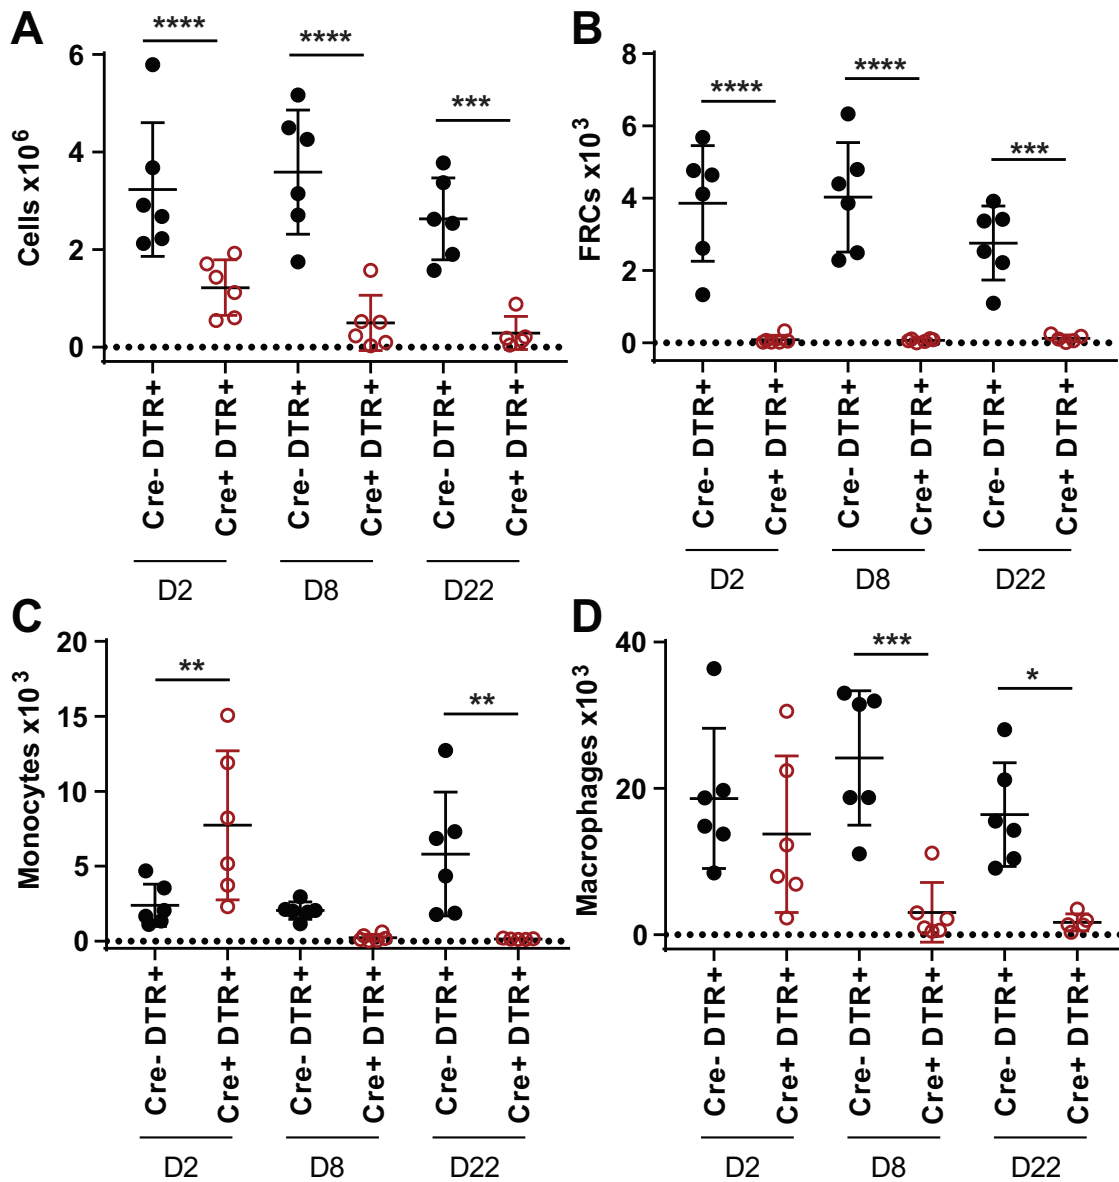 A
Cells x10⁶
6
4
2
0
****
****
***
Cre- DTR+
Cre+ DTR+
Cre- DTR+
Cre+ DTR+
Cre- DTR+
Cre+ DTR+
D2
D8
D22
B
FRCs x10³
8
6
4
2
0
****
****
***
Cre- DTR+
Cre+ DTR+
Cre- DTR+
Cre+ DTR+
Cre- DTR+
Cre+ DTR+
D2
D8
D22
C
Monocytes x10³
20
15
10
5
0
**
**
Cre- DTR+
Cre+ DTR+
Cre- DTR+
Cre+ DTR+
Cre- DTR+
Cre+ DTR+
D2
D8
D22
D
Macrophages x10³
40
20
0
***
*
Cre- DTR+
Cre+ DTR+
Cre- DTR+
Cre+ DTR+
Cre- DTR+
Cre+ DTR+
D2
D8
D22